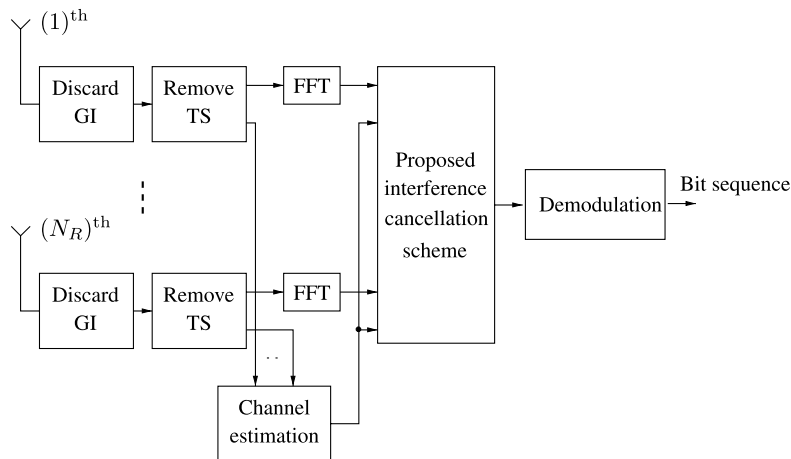 (1)th
Discard
GI
Remove
TS
FFT
Proposed
interference
cancellation
scheme
Demodulation
Bit sequence
(N_R)th
Discard
GI
Remove
TS
FFT
Channel
estimation